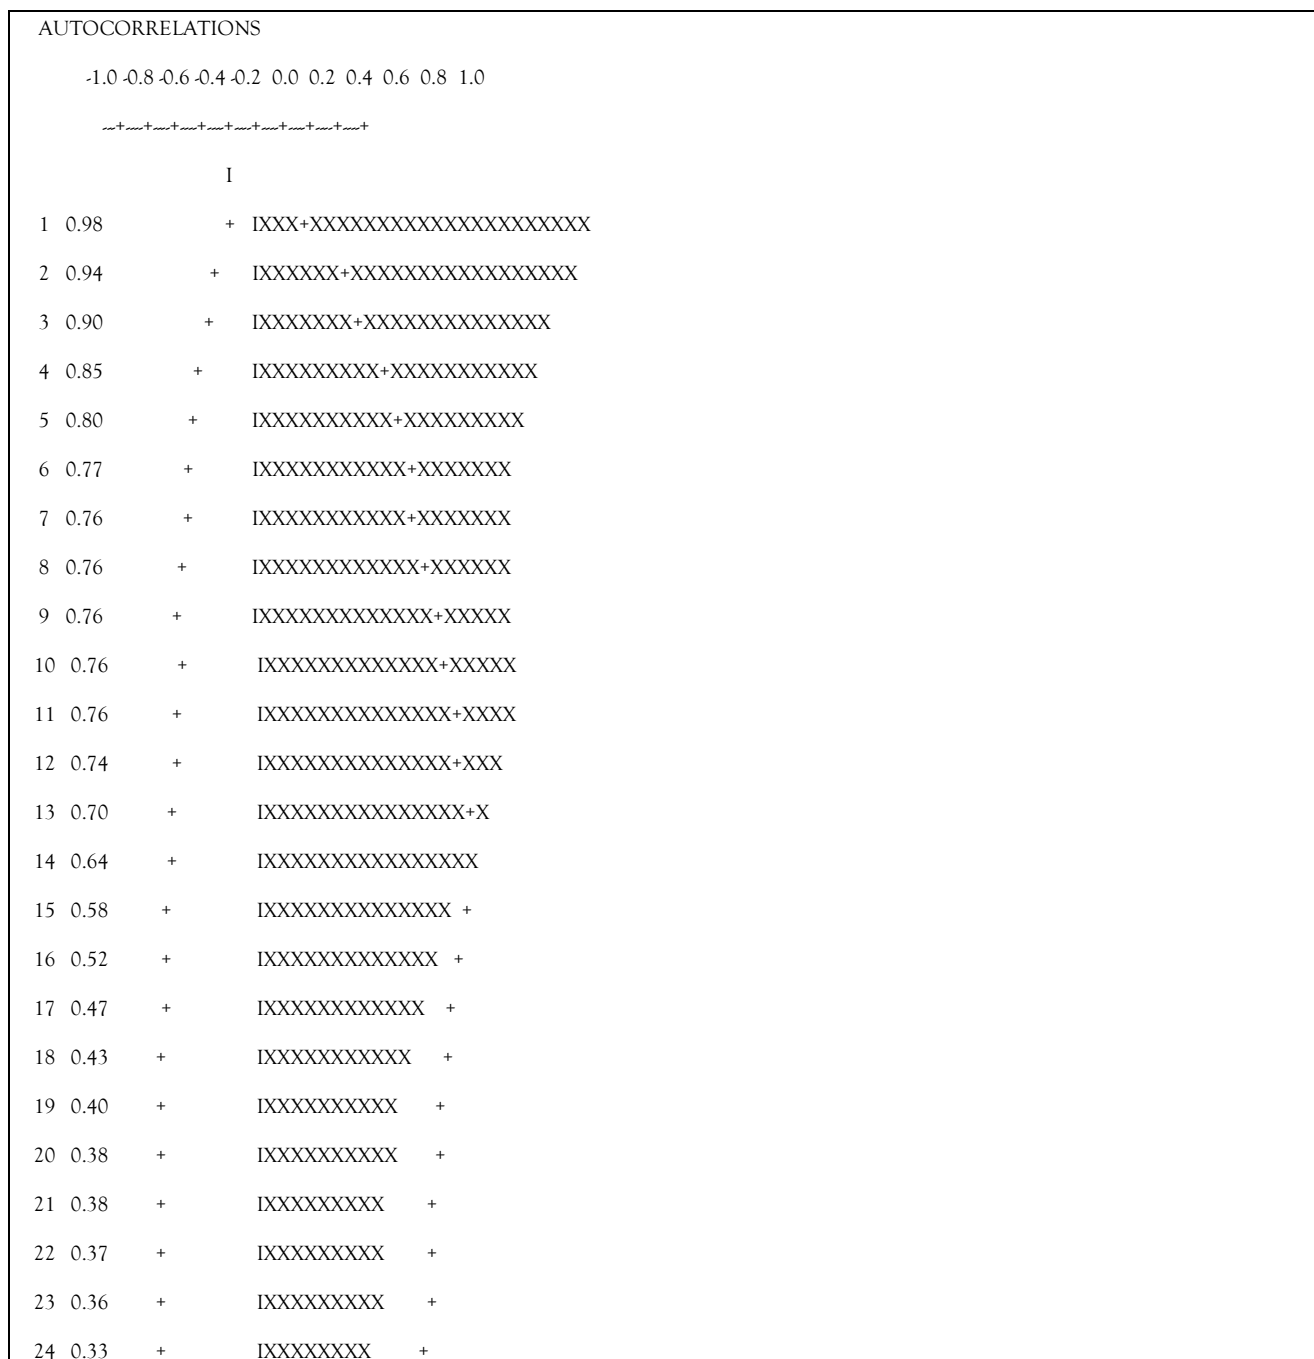 AUTOCORRELATIONS
-1.0 -0.8 -0.6 -0.4 -0.2 0.0 0.2 0.4 0.6 0.8 1.0
----+----+----+----+----+----+----+----+----+----+
I
1 0.98 + IXXX+XXXXXXXXXXXXXXXXXXXXX
2 0.94 + IXXXXXX+XXXXXXXXXXXXXXXXX
3 0.90 + IXXXXXXX+XXXXXXXXXXXXXX
4 0.85 + IXXXXXXXXX+XXXXXXXXXXX
5 0.80 + IXXXXXXXXXX+XXXXXXXXX
6 0.77 + IXXXXXXXXXXX+XXXXXXX
7 0.76 + IXXXXXXXXXXX+XXXXXXX
8 0.76 + IXXXXXXXXXXXX+XXXXXX
9 0.76 + IXXXXXXXXXXXXX+XXXXX
10 0.76 + IXXXXXXXXXXXXX+XXXXX
11 0.76 + IXXXXXXXXXXXXXX+XXXX
12 0.74 + IXXXXXXXXXXXXXX+XXX
13 0.70 + IXXXXXXXXXXXXXXX+X
14 0.64 + IXXXXXXXXXXXXXXXX
15 0.58 + IXXXXXXXXXXXXXX +
16 0.52 + IXXXXXXXXXXXXX +
17 0.47 + IXXXXXXXXXXXX +
18 0.43 + IXXXXXXXXXXX +
19 0.40 + IXXXXXXXXXX +
20 0.38 + IXXXXXXXXXX +
21 0.38 + IXXXXXXXXX +
22 0.37 + IXXXXXXXXX +
23 0.36 + IXXXXXXXXX +
24 0.33 + IXXXXXXXX +